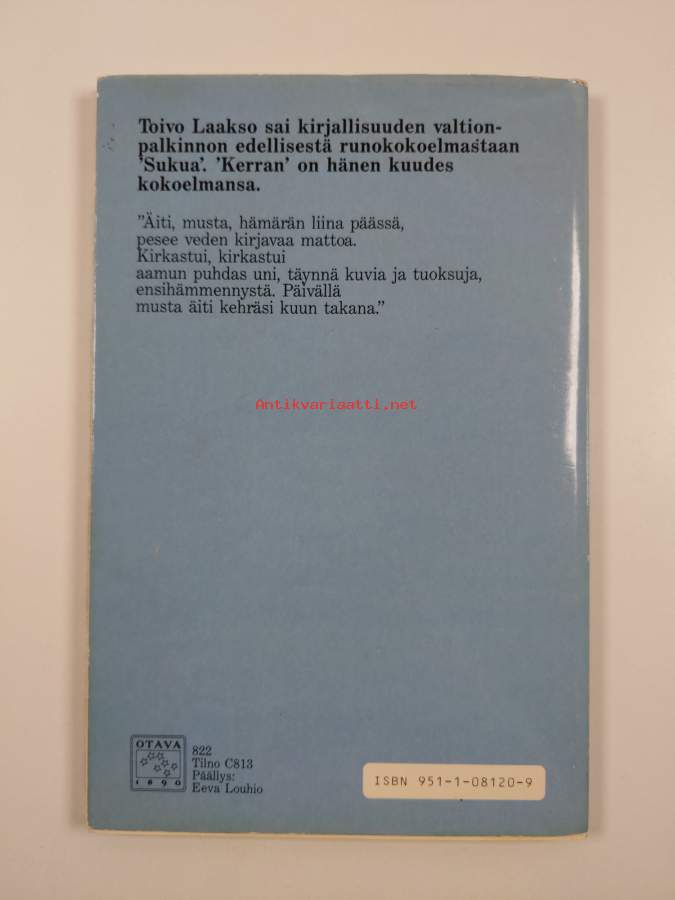 Toivo Laakso sai kirjallisuuden valtion-
palkinnon edellisestä runokokoelmastaan
'Sukua'. 'Kerran' on hänen kuudes
kokoelmansa.
"Äiti, musta, hämärän liina päässä,
pesee veden kirjavaa mattoa.
Kirkastui, kirkastui
aamun puhdas uni, täynnä kuvia ja tuoksuja,
ensihämmennystä. Päivällä
musta äiti kehräsi kuun takana."
Antikvariaatti.net
OTAVA
1890
822
Tilno C813
Päällys:
Eeva Louhio
ISBN 951-1-08120-9